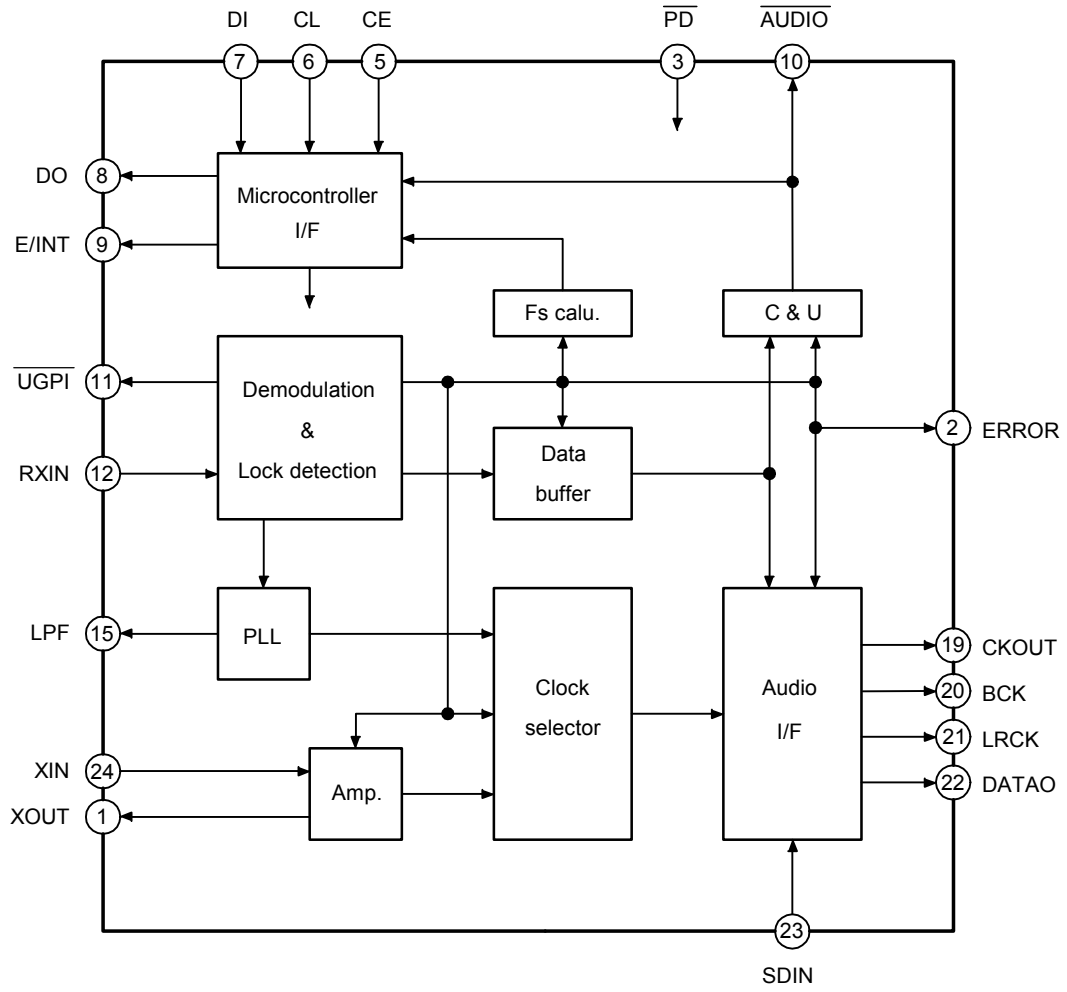 DI
CL
CE
PD
AUDIO
7
6
5
3
10
DO
8
Microcontroller
I/F
E/INT
9
Fs calu.
C & U
UGPI
11
Demodulation
&
Lock detection
RXIN
12
Data
buffer
2
ERROR
LPF
15
PLL
Clock
selector
Audio
I/F
19
CKOUT
20
BCK
21
LRCK
22
DATAO
XIN
24
XOUT
1
Amp.
23
SDIN